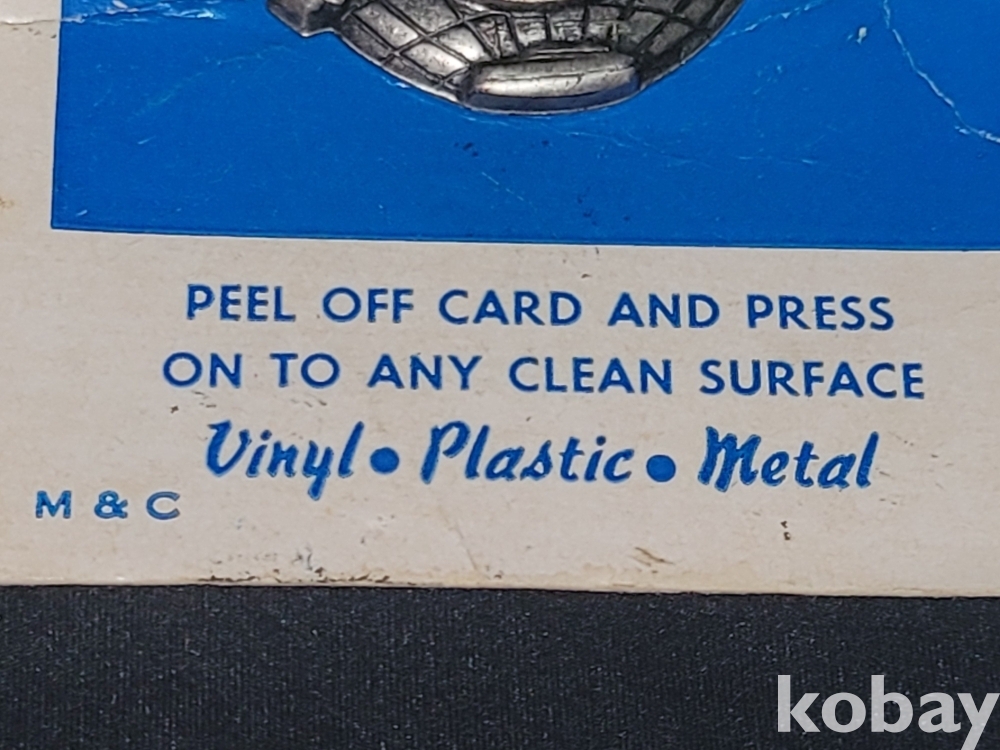 PEEL OFF CARD AND PRESS
ON TO ANY CLEAN SURFACE
Vinyl • Plastic • Metal
M & C
kobay